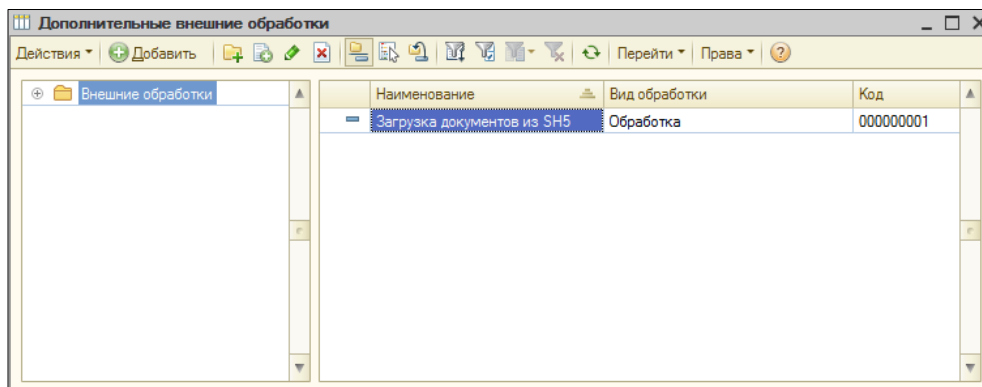 Дополнительные внешние обработки
Действия Добавить Перейти Права
Внешние обработки
Наименование Вид обработки Код
Загрузка документов из SH5 Обработка 000000001